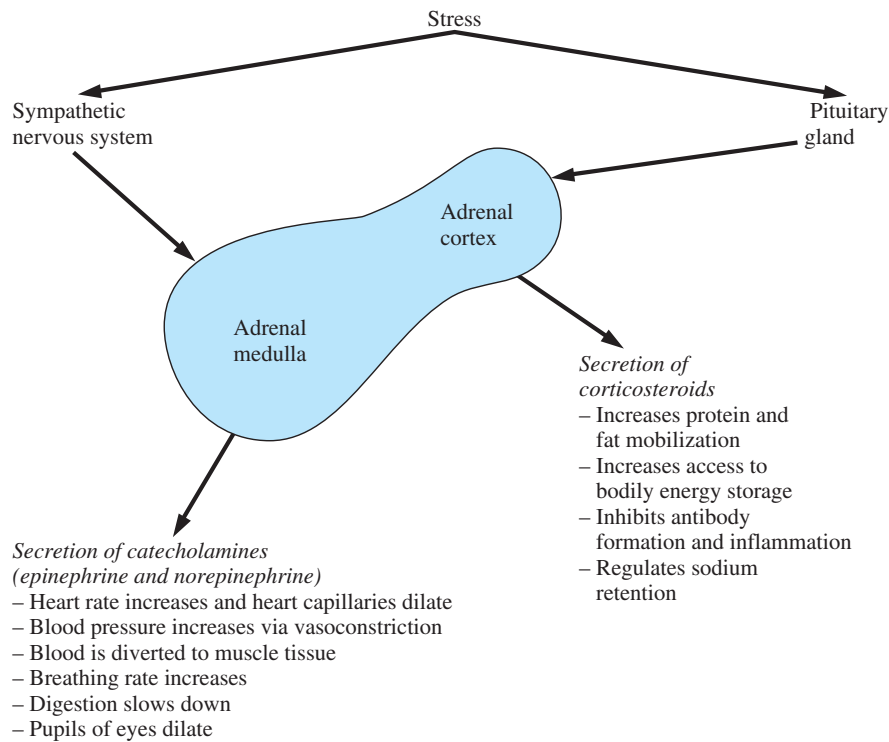 Stress
Sympathetic
nervous system
Pituitary
gland
Adrenal
cortex
Adrenal
medulla
Secretion of
corticosteroids
– Increases protein and
fat mobilization
– Increases access to
bodily energy storage
– Inhibits antibody
formation and inflammation
– Regulates sodium
retention
Secretion of catecholamines
(epinephrine and norepinephrine)
– Heart rate increases and heart capillaries dilate
– Blood pressure increases via vasoconstriction
– Blood is diverted to muscle tissue
– Breathing rate increases
– Digestion slows down
– Pupils of eyes dilate